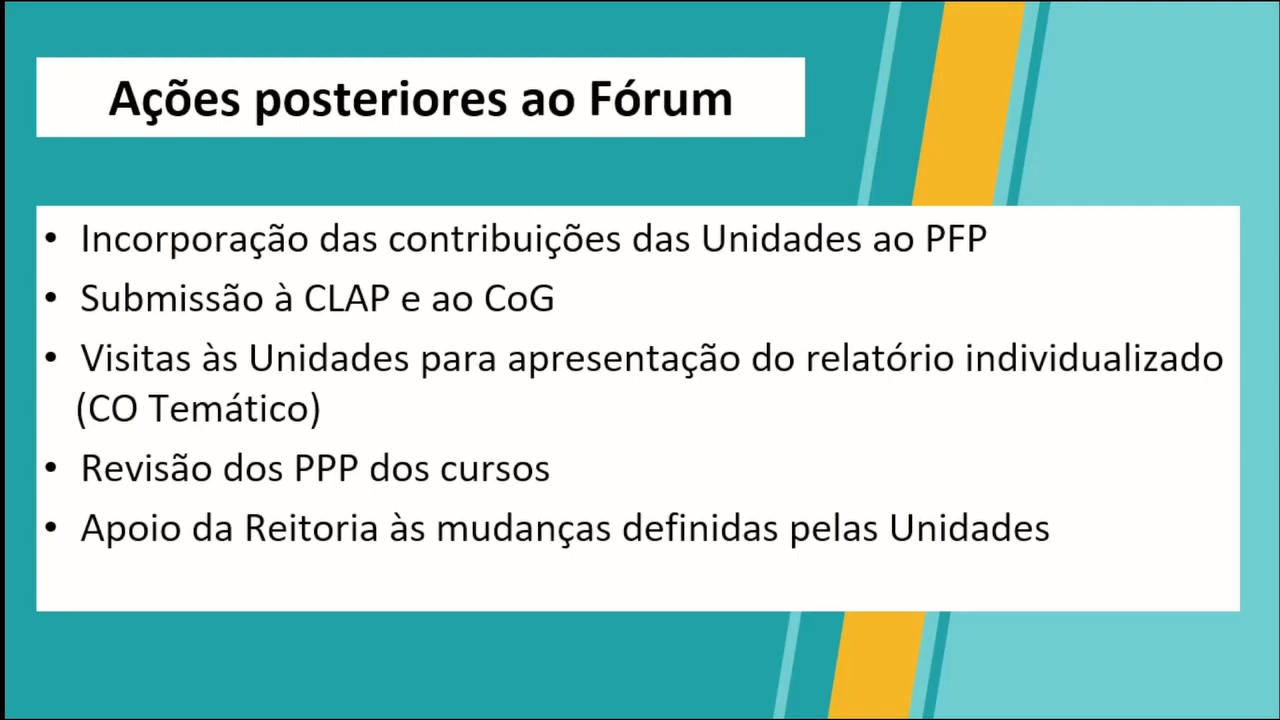 Ações posteriores ao Fórum
• Incorporação das contribuições das Unidades ao PFP
• Submissão à CLAP e ao CoG
• Visitas às Unidades para apresentação do relatório individualizado
(CO Temático)
• Revisão dos PPP dos cursos
• Apoio da Reitoria às mudanças definidas pelas Unidades